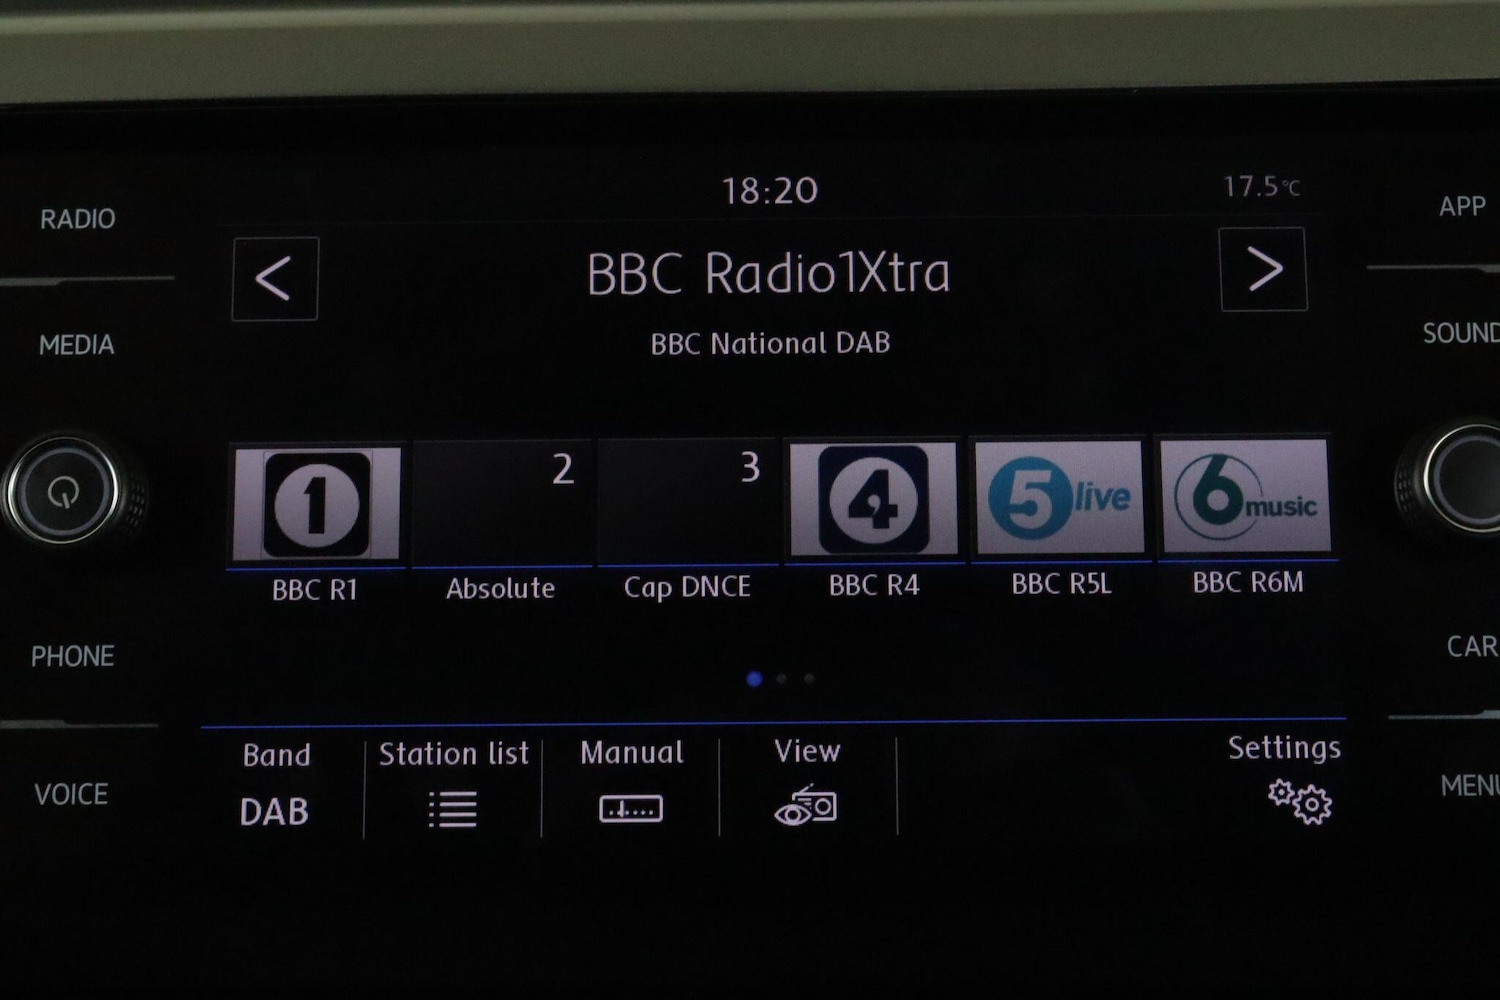 18:20
17.5°C
RADIO
APP
BBC Radio1Xtra
MEDIA
BBC National DAB
SOUND
1
2
3
4
5 live
6 music
BBC R1
Absolute
Cap DNCE
BBC R4
BBC R5L
BBC R6M
PHONE
CAR
Band
Station list
Manual
View
Settings
VOICE
DAB
MENU